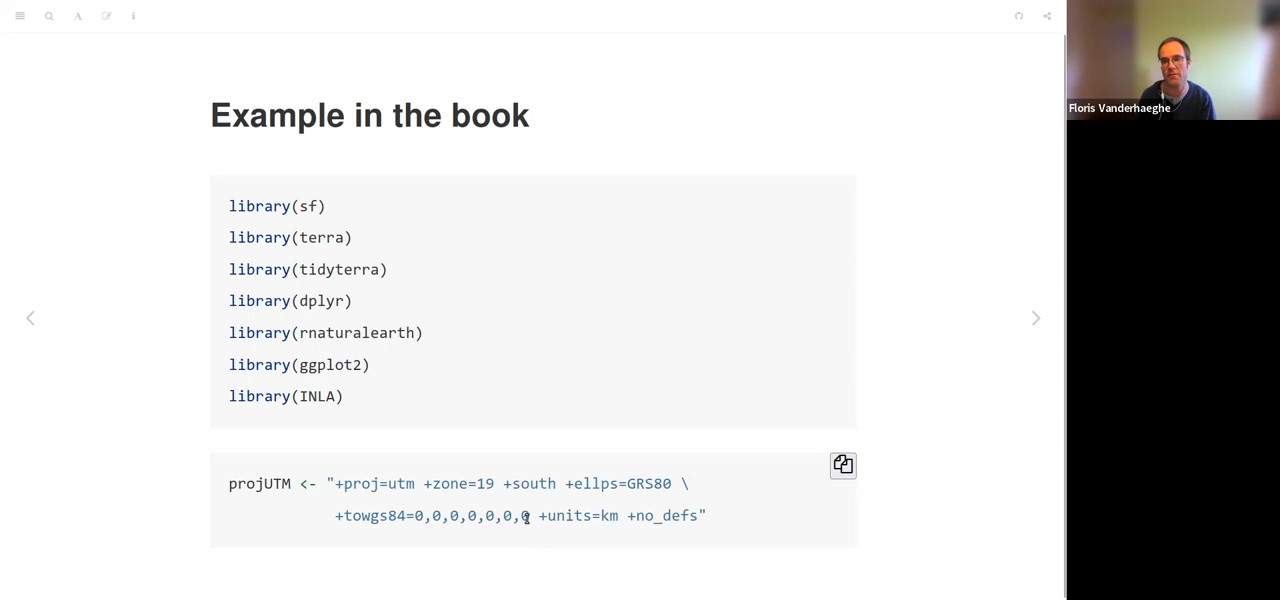 Example in the book
library(sf)
library(terra)
library(tidyterra)
library(dplyr)
library(rnaturalearth)
library(ggplot2)
library(INLA)
projUTM <- "+proj=utm +zone=19 +south +ellps=GRS80 \
+towgs84=0,0,0,0,0,0,0 +units=km +no_defs"
Floris Vanderhaeghe